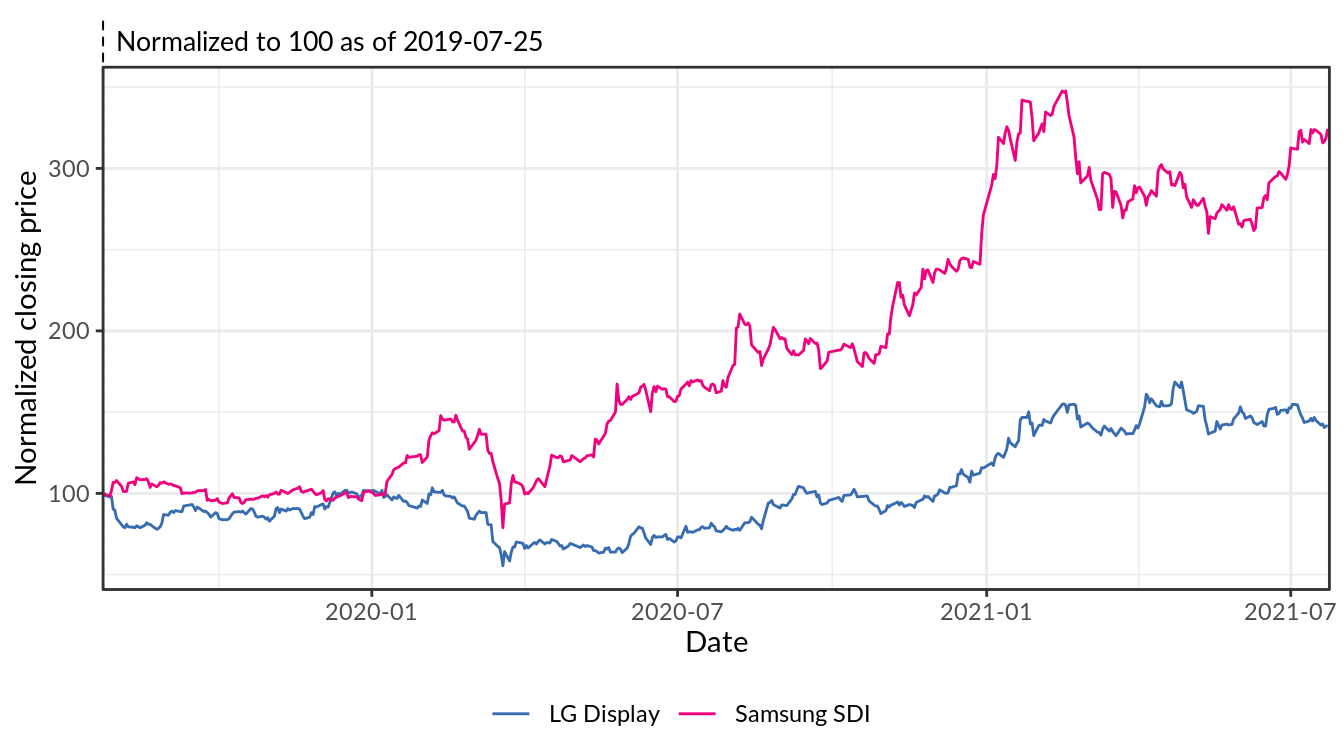 Normalized to 100 as of 2019-07-25
Normalized closing price
300
200
100
2020-01
2020-07
2021-01
2021-07
Date
LG Display
Samsung SDI